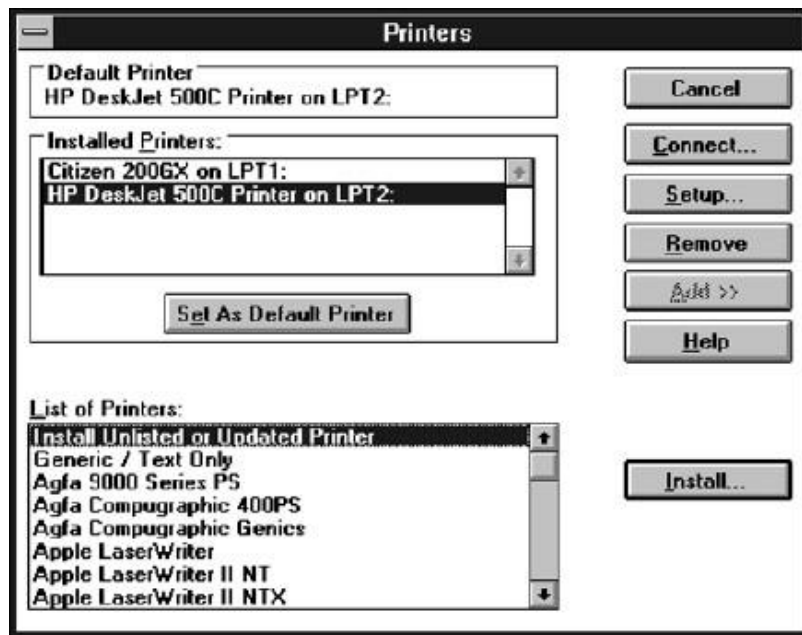 Printers
Default Printer
HP DeskJet 500C Printer on LPT2:
Installed Printers:
Citizen 200GX on LPT1:
HP DeskJet 500C Printer on LPT2:
Set As Default Printer
Cancel
Connect...
Setup...
Remove
Add >>
Help
List of Printers:
Install Unlisted or Updated Printer
Generic / Text Only
Agfa 9000 Series PS
Agfa Compugraphic 400PS
Agfa Compugraphic Genics
Apple LaserWriter
Apple LaserWriter II NT
Apple LaserWriter II NTX
Install...